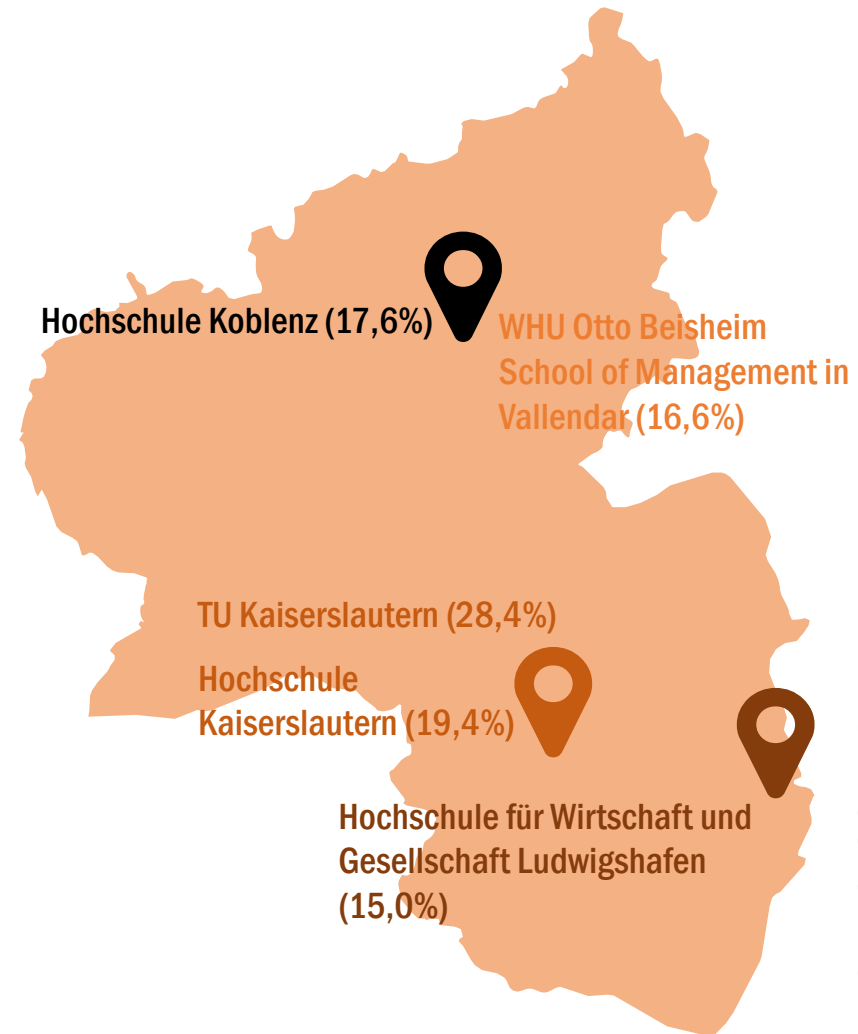 Hochschule Koblenz (17,6%)
WHU Otto Beisheim
School of Management in
Vallendar (16,6%)
TU Kaiserslautern (28,4%)
Hochschule
Kaiserslautern (19,4%)
Hochschule für Wirtschaft und
Gesellschaft Ludwigshafen
(15,0%)